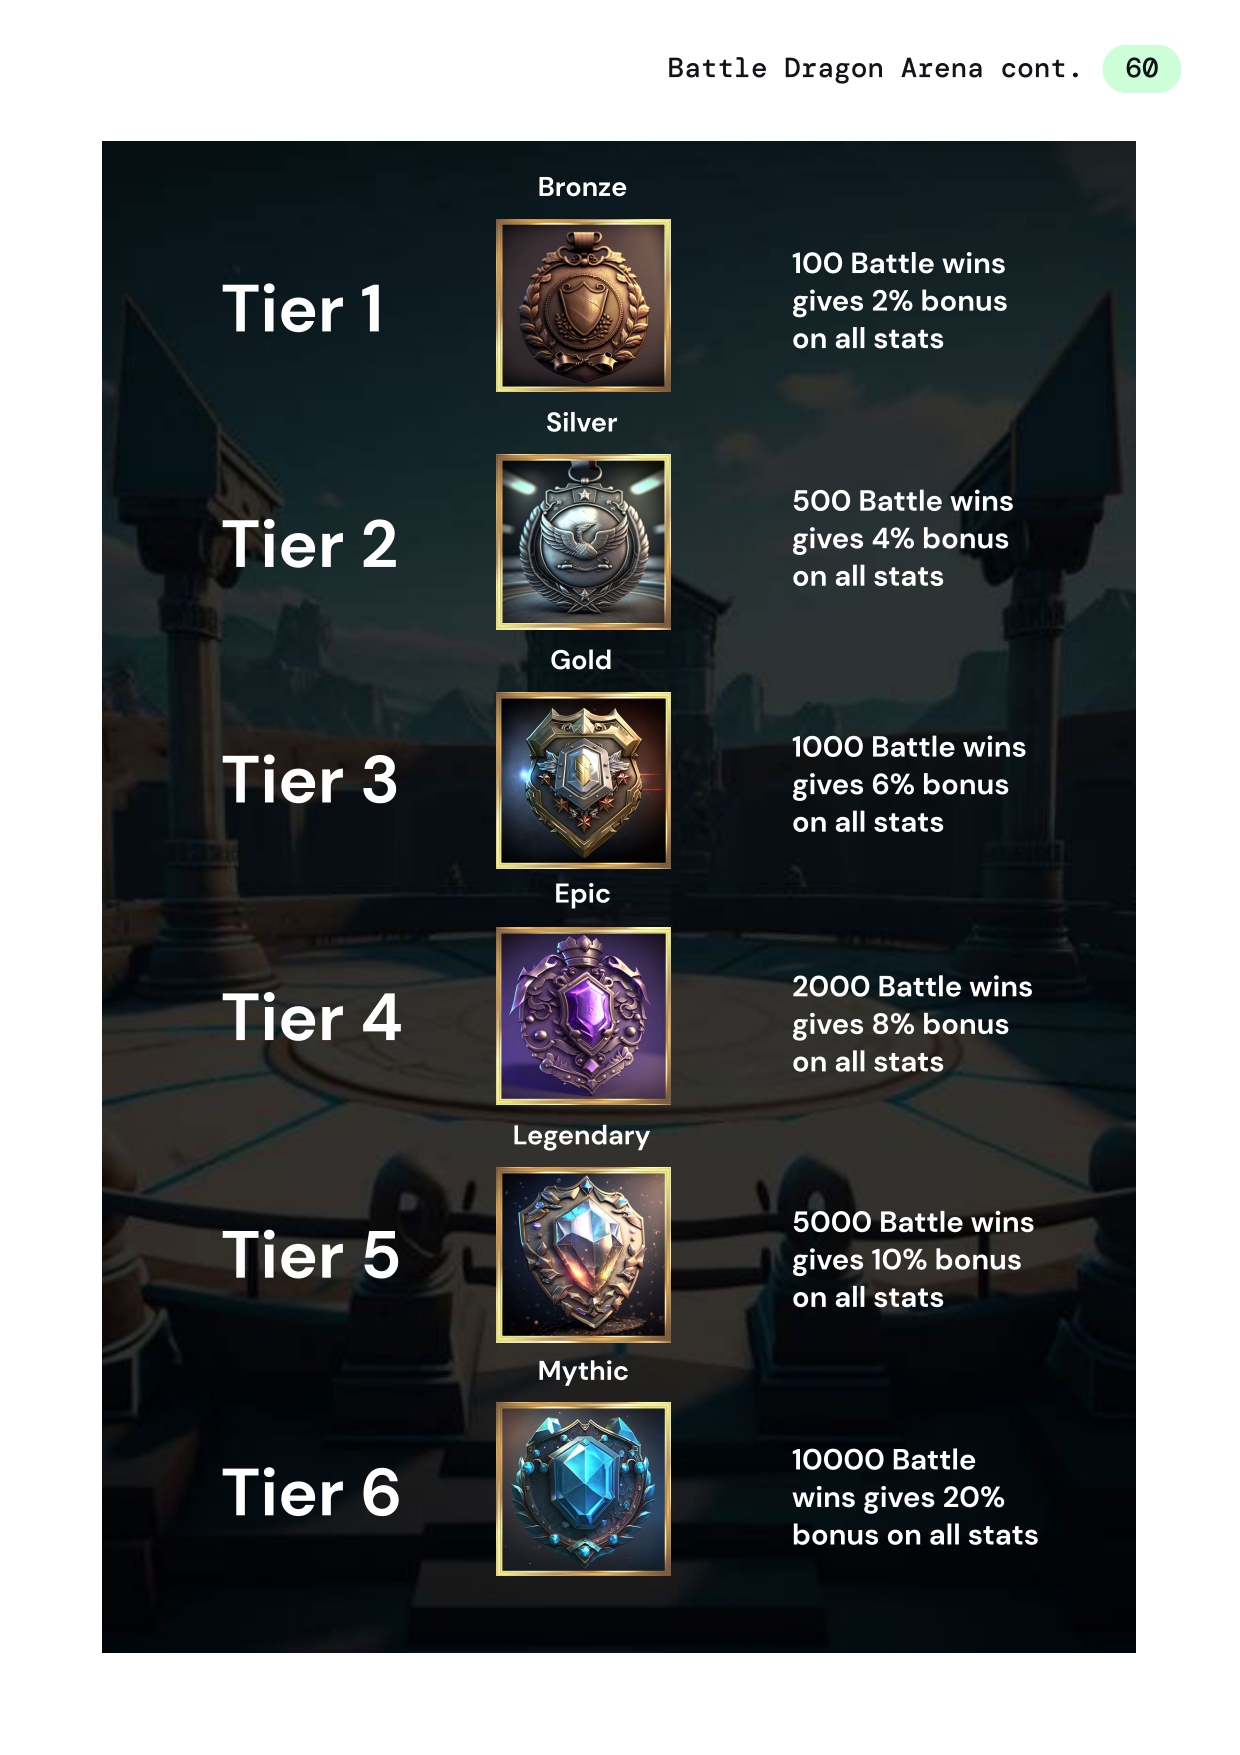 Battle Dragon Arena cont. 60
Bronze
Tier 1
100 Battle wins
gives 2% bonus
on all stats
Silver
Tier 2
500 Battle wins
gives 4% bonus
on all stats
Gold
Tier 3
1000 Battle wins
gives 6% bonus
on all stats
Epic
Tier 4
2000 Battle wins
gives 8% bonus
on all stats
Legendary
Tier 5
5000 Battle wins
gives 10% bonus
on all stats
Mythic
Tier 6
10000 Battle
wins gives 20%
bonus on all stats